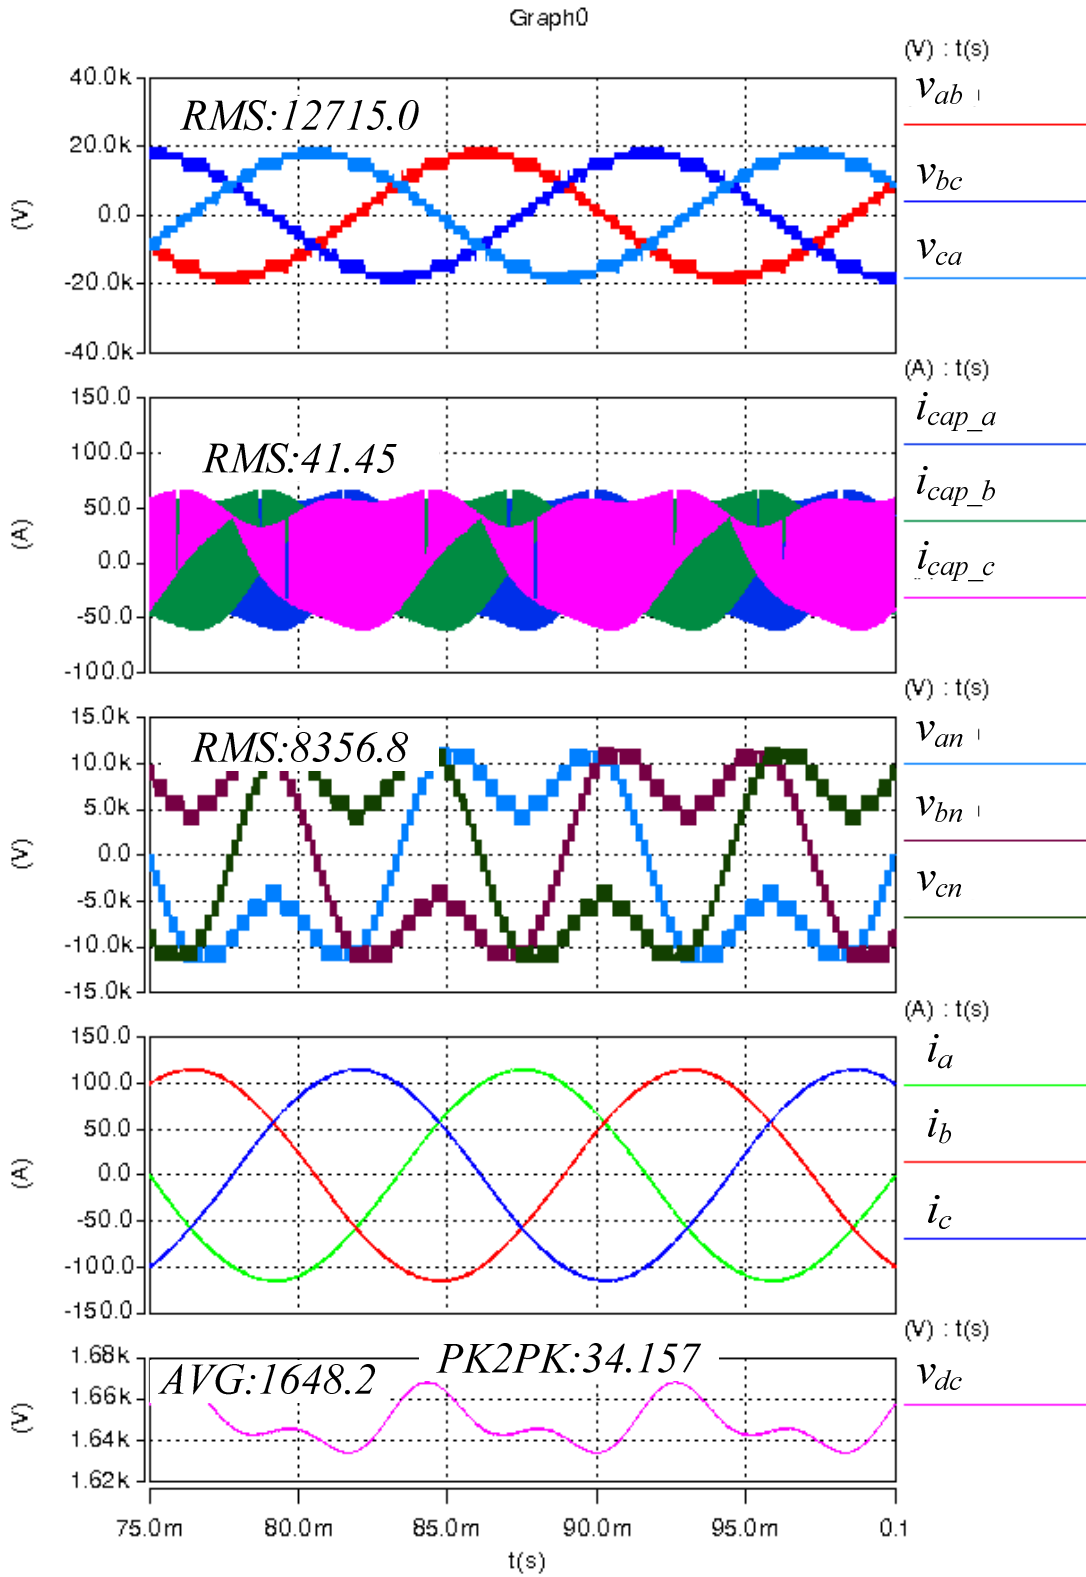 Graph0
(V) : t(s)
40.0k
20.0k
0.0
-20.0k
-40.0k
(V)
RMS:12715.0
v_ab
v_bc
v_ca
(A) : t(s)
150.0
100.0
50.0
0.0
-50.0
-100.0
(A)
RMS:41.45
i_cap_a
i_cap_b
i_cap_c
(V) : t(s)
15.0k
10.0k
5.0k
0.0
-5.0k
-10.0k
-15.0k
(V)
RMS:8356.8
v_an
v_bn
v_cn
(A) : t(s)
150.0
100.0
50.0
0.0
-50.0
-100.0
-150.0
(A)
i_a
i_b
i_c
(V) : t(s)
1.68k
1.66k
1.64k
1.62k
(V)
AVG:1648.2
PK2PK:34.157
v_dc
75.0m 80.0m 85.0m 90.0m 95.0m 0.1
t(s)